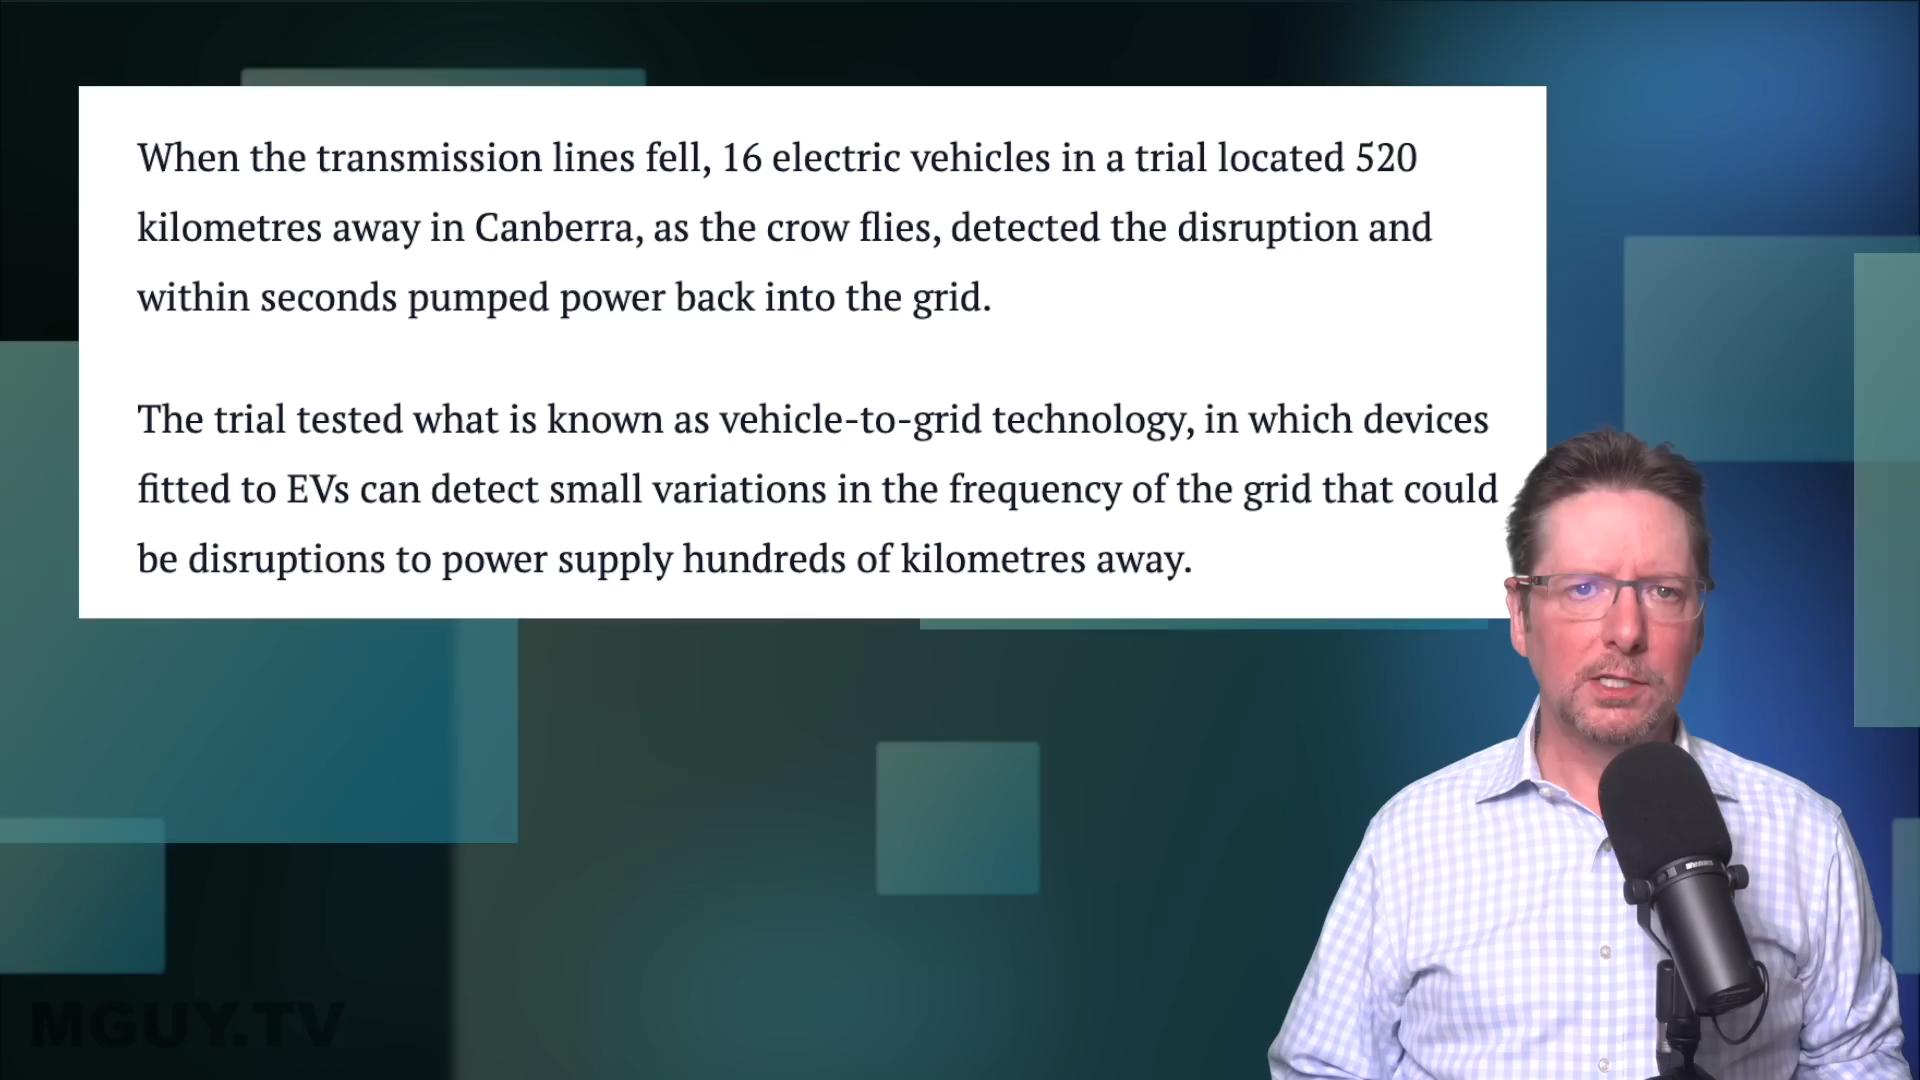 When the transmission lines fell, 16 electric vehicles in a trial located 520
kilometres away in Canberra, as the crow flies, detected the disruption and
within seconds pumped power back into the grid.
The trial tested what is known as vehicle-to-grid technology, in which devices
fitted to EVs can detect small variations in the frequency of the grid that could
be disruptions to power supply hundreds of kilometres away.
MGUY.TV